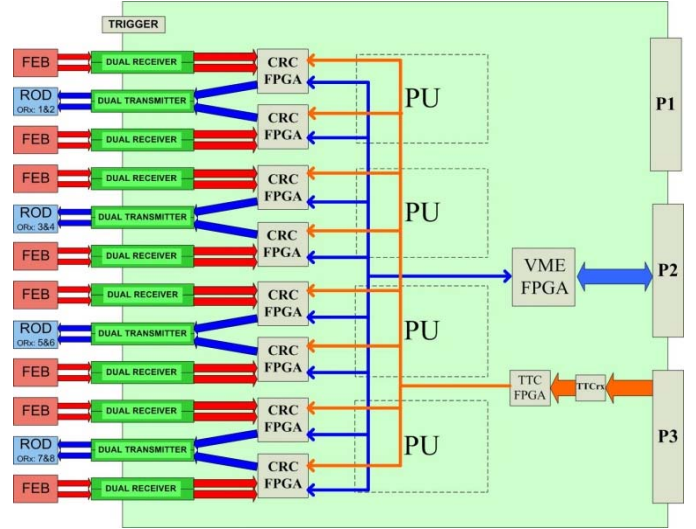 TRIGGER
FEB
DUAL RECEIVER
CRC
FPGA
PU
P1
ROD
ORx: 1&2
DUAL TRANSMITTER
CRC
FPGA
FEB
DUAL RECEIVER
FEB
DUAL RECEIVER
CRC
FPGA
PU
ROD
ORx: 3&4
DUAL TRANSMITTER
CRC
FPGA
FEB
DUAL RECEIVER
VME
FPGA
P2
FEB
DUAL RECEIVER
CRC
FPGA
PU
ROD
ORx: 5&6
DUAL TRANSMITTER
CRC
FPGA
FEB
DUAL RECEIVER
TTC
FPGA
TTCrx
P3
FEB
DUAL RECEIVER
CRC
FPGA
PU
ROD
ORx: 7&8
DUAL TRANSMITTER
CRC
FPGA
FEB
DUAL RECEIVER